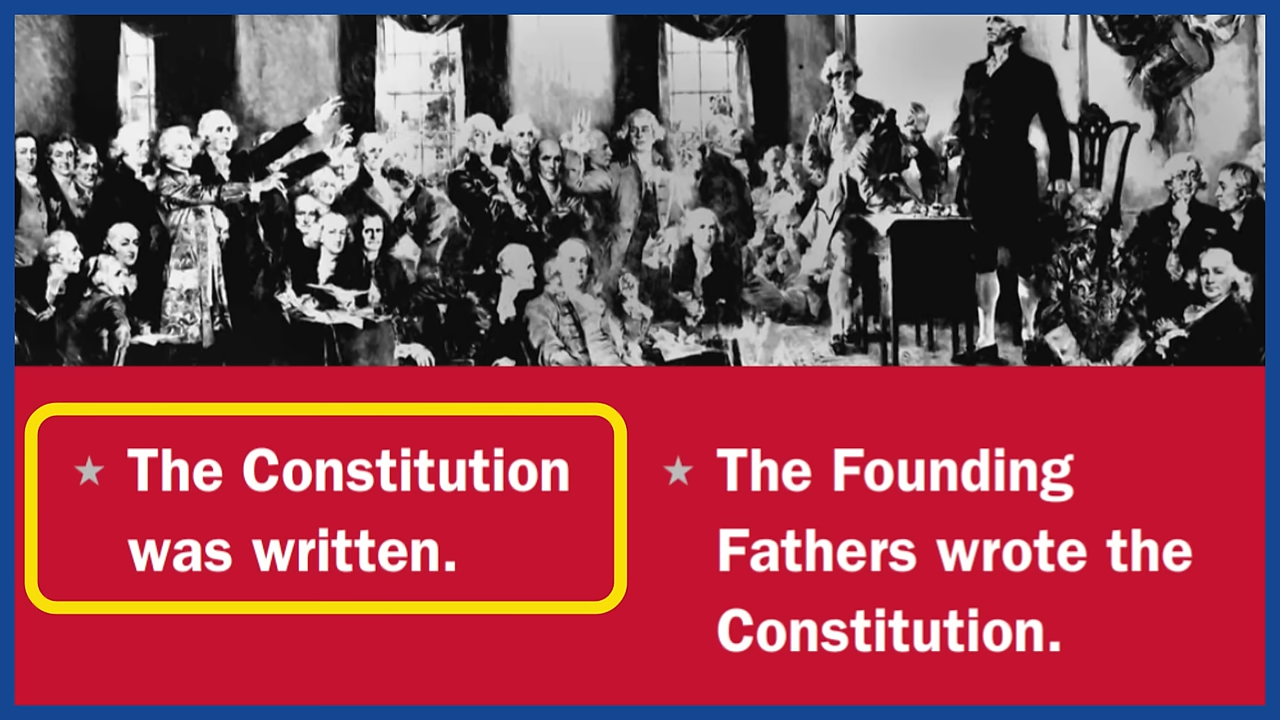 ★ The Constitution
was written.
★ The Founding
Fathers wrote the
Constitution.